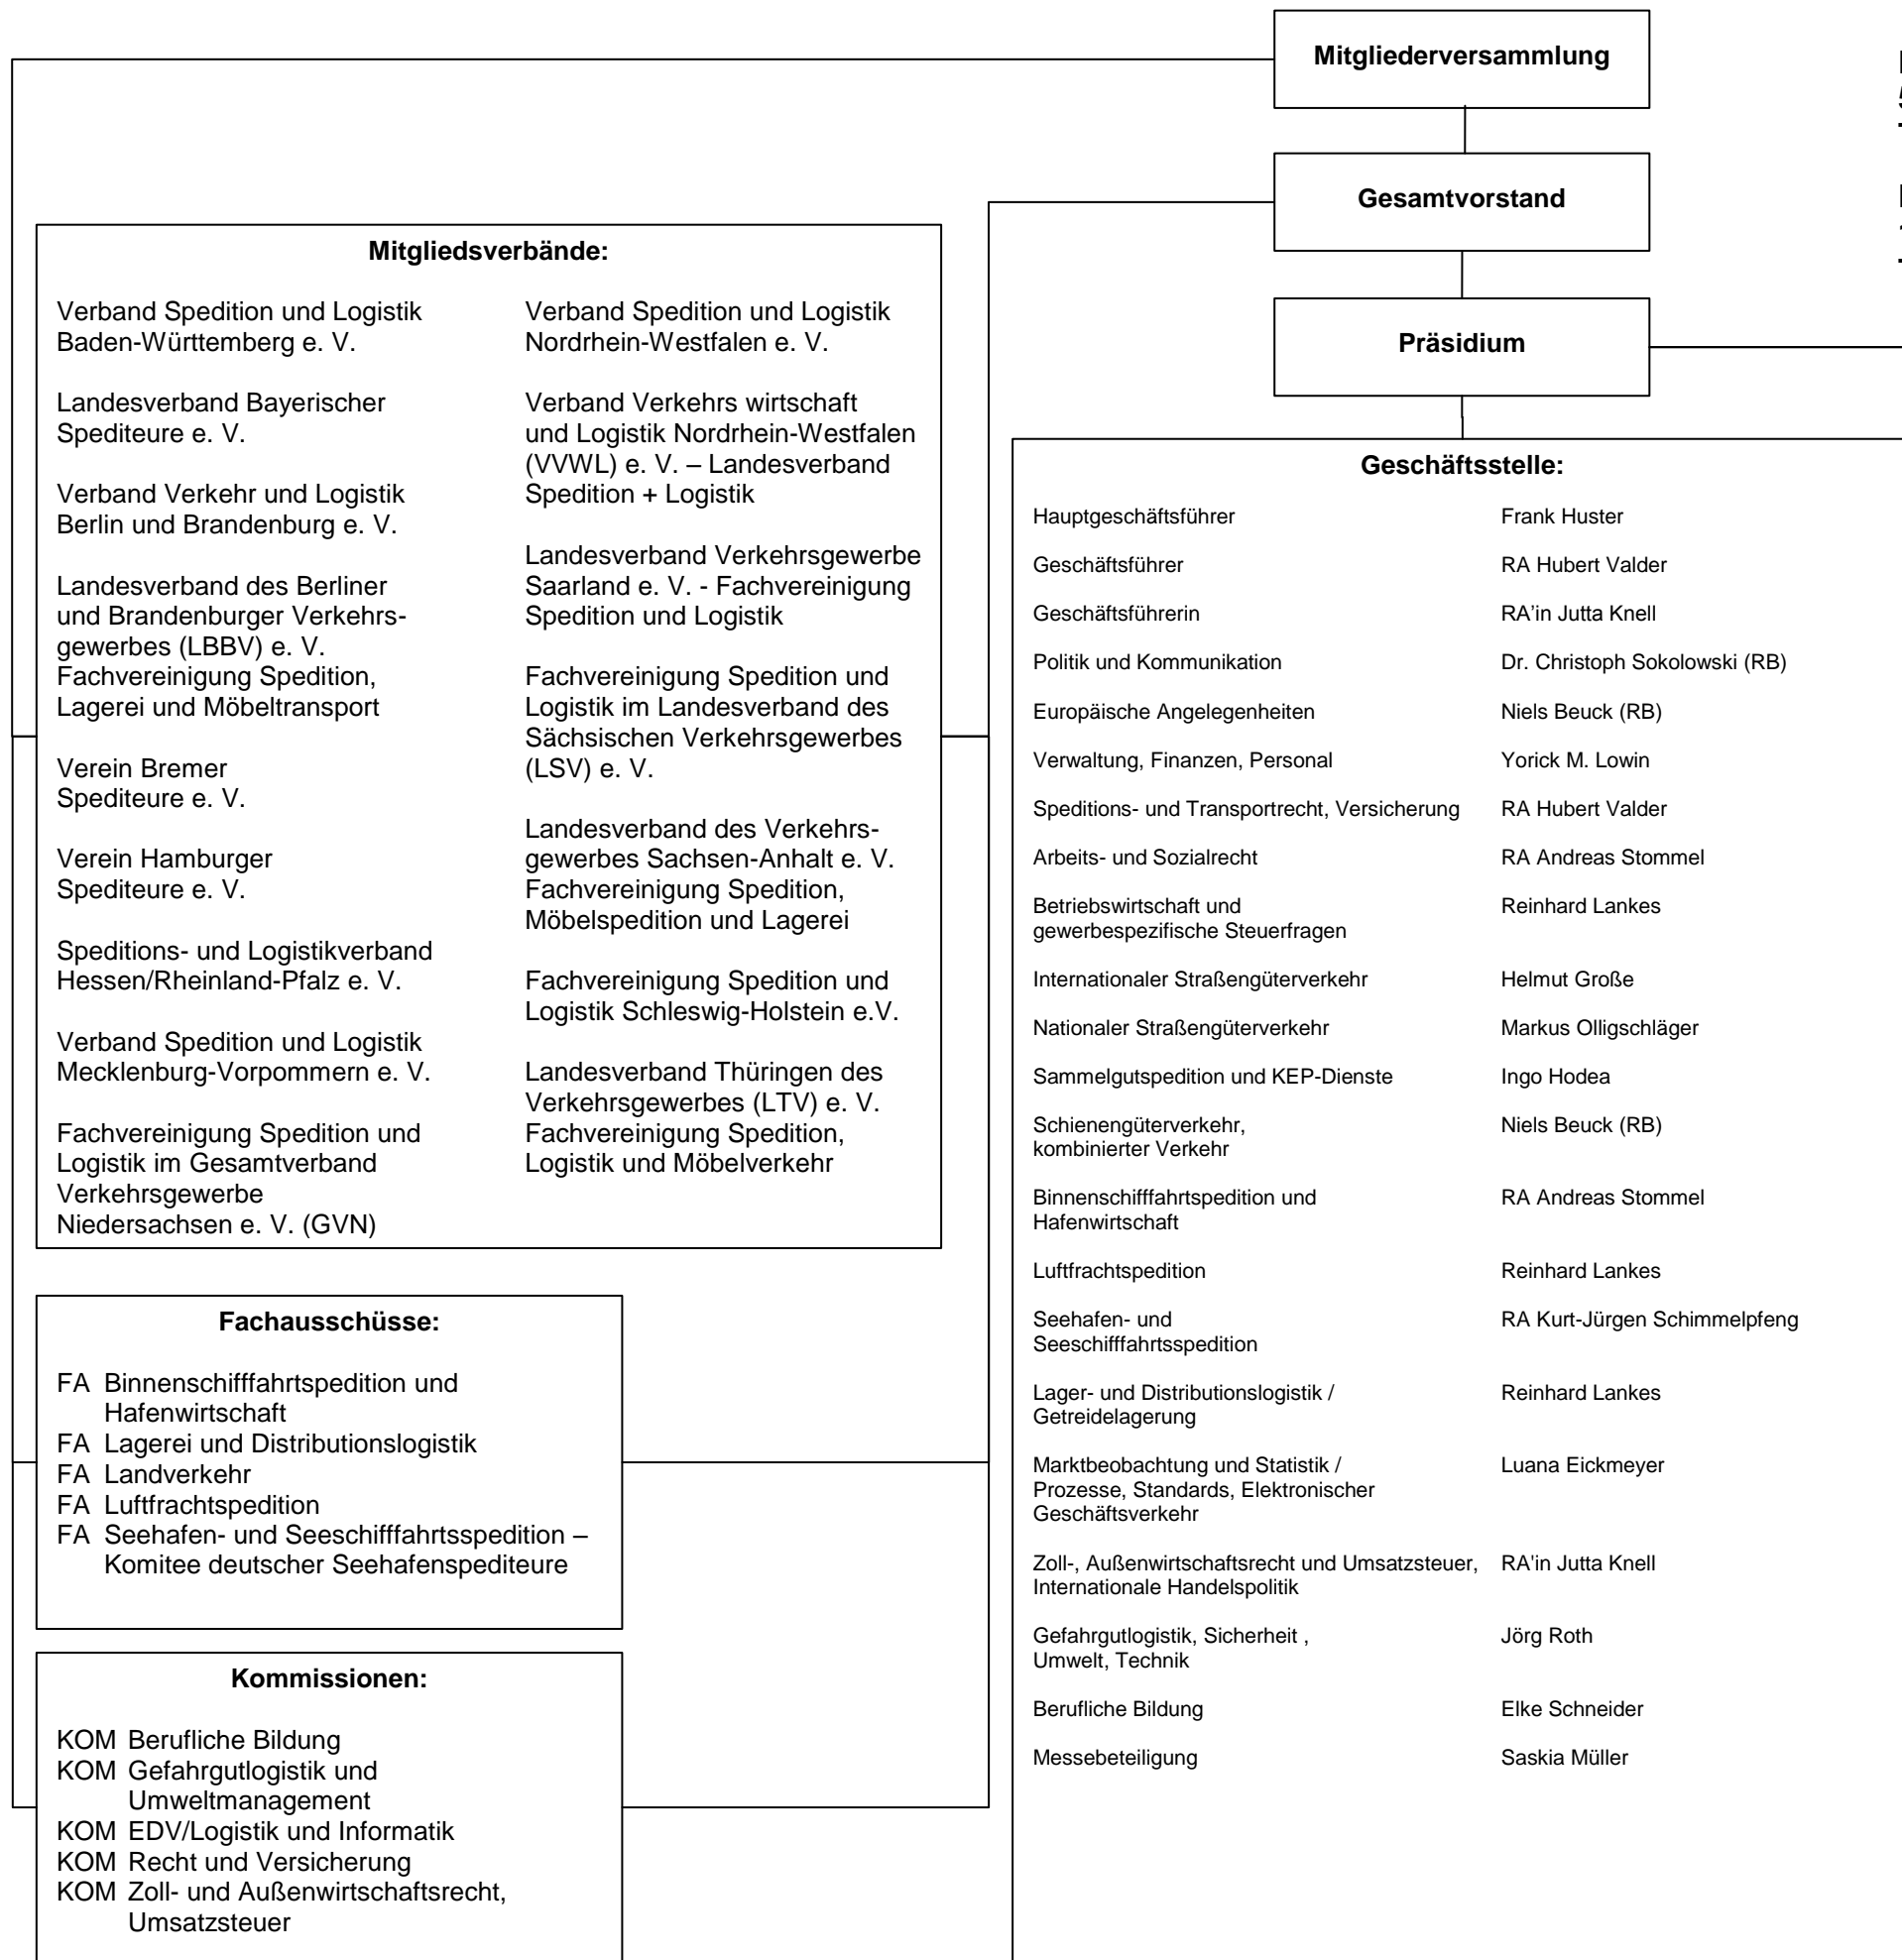 Mitgliederversammlung
Gesamtvorstand
Präsidium
Mitgliedsverbände:
Verband Spedition und Logistik
Baden-Württemberg e. V.
Landesverband Bayerischer
Spediteure e. V.
Verband Verkehr und Logistik
Berlin und Brandenburg e. V.
Landesverband des Berliner
und Brandenburger Verkehrs-
gewerbes (LBBV) e. V.
Fachvereinigung Spedition,
Lagerei und Möbeltransport
Verein Bremer
Spediteure e. V.
Verein Hamburger
Spediteure e. V.
Speditions- und Logistikverband
Hessen/Rheinland-Pfalz e. V.
Verband Spedition und Logistik
Mecklenburg-Vorpommern e. V.
Fachvereinigung Spedition und
Logistik im Gesamtverband
Verkehrsgewerbe
Niedersachsen e. V. (GVN)
Verband Spedition und Logistik
Nordrhein-Westfalen e. V.
Verband Verkehrs wirtschaft
und Logistik Nordrhein-Westfalen
(VVWL) e. V. – Landesverband
Spedition + Logistik
Landesverband Verkehrsgewerbe
Saarland e. V. - Fachvereinigung
Spedition und Logistik
Fachvereinigung Spedition und
Logistik im Landesverband des
Sächsischen Verkehrsgewerbes
(LSV) e. V.
Landesverband des Verkehrs-
gewerbes Sachsen-Anhalt e. V.
Fachvereinigung Spedition,
Möbelspedition und Lagerei
Fachvereinigung Spedition und
Logistik Schleswig-Holstein e.V.
Landesverband Thüringen des
Verkehrsgewerbes (LTV) e. V.
Fachvereinigung Spedition,
Logistik und Möbelverkehr
Fachausschüsse:
FA Binnenschifffahrtspedition und
Hafenwirtschaft
FA Lagerei und Distributionslogistik
FA Landverkehr
FA Luftfrachtspedition
FA Seehafen- und Seeschifffahrtsspedition –
Komitee deutscher Seehafenspediteure
Kommissionen:
KOM Berufliche Bildung
KOM Gefahrgutlogistik und
Umweltmanagement
KOM EDV/Logistik und Informatik
KOM Recht und Versicherung
KOM Zoll- und Außenwirtschaftsrecht,
Umsatzsteuer
Geschäftsstelle:
Hauptgeschäftsführer Frank Huster
Geschäftsführer RA Hubert Valder
Geschäftsführerin RA’in Jutta Knell
Politik und Kommunikation Dr. Christoph Sokolowski (RB)
Europäische Angelegenheiten Niels Beuck (RB)
Verwaltung, Finanzen, Personal Yorick M. Lowin
Speditions- und Transportrecht, Versicherung RA Hubert Valder
Arbeits- und Sozialrecht RA Andreas Stommel
Betriebswirtschaft und Reinhard Lankes
gewerbespezifische Steuerfragen
Internationaler Straßengüterverkehr Helmut Große
Nationaler Straßengüterverkehr Markus Olligschläger
Sammelgutspedition und KEP-Dienste Ingo Hodea
Schienengüterverkehr, Niels Beuck (RB)
kombinierter Verkehr
Binnenschifffahrtspedition und RA Andreas Stommel
Hafenwirtschaft
Luftfrachtspedition Reinhard Lankes
Seehafen- und RA Kurt-Jürgen Schimmelpfeng
Seeschifffahrtsspedition
Lager- und Distributionslogistik / Reinhard Lankes
Getreidelagerung
Marktbeobachtung und Statistik / Luana Eickmeyer
Prozesse, Standards, Elektronischer
Geschäftsverkehr
Zoll-, Außenwirtschaftsrecht und Umsatzsteuer, RA'in Jutta Knell
Internationale Handelspolitik
Gefahrgutlogistik, Sicherheit , Jörg Roth
Umwelt, Technik
Berufliche Bildung Elke Schneider
Messebeteiligung Saskia Müller